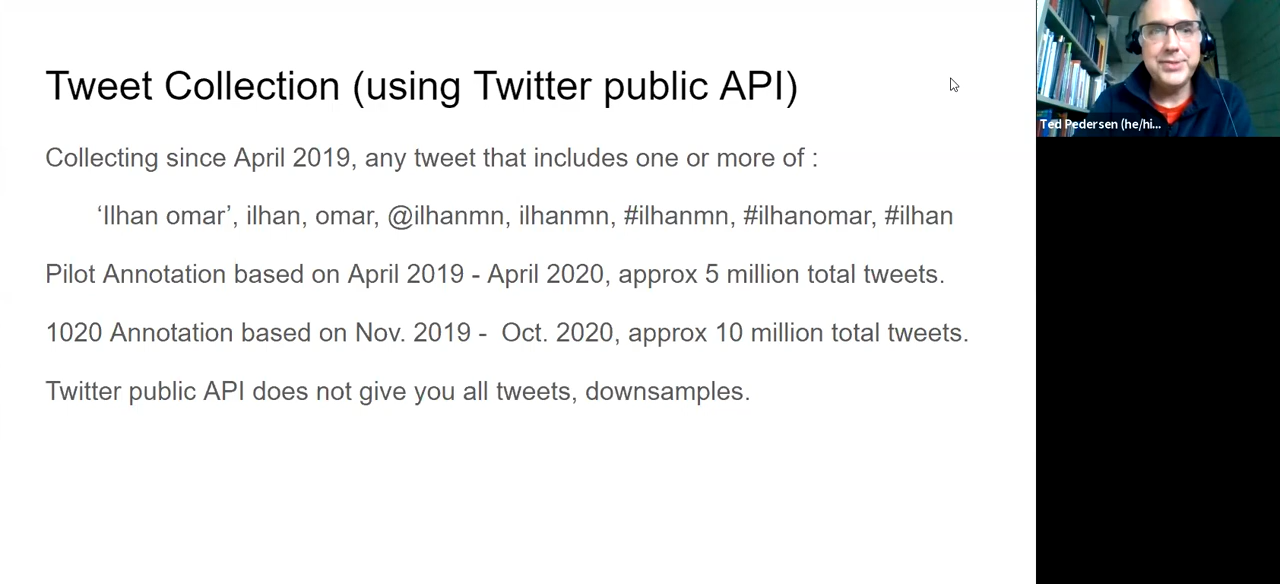 Tweet Collection (using Twitter public API)
Collecting since April 2019, any tweet that includes one or more of :
‘Ilhan omar’, ilhan, omar, @ilhanmn, ilhanmn, #ilhanmn, #ilhanomar, #ilhan
Pilot Annotation based on April 2019 - April 2020, approx 5 million total tweets.
1020 Annotation based on Nov. 2019 - Oct. 2020, approx 10 million total tweets.
Twitter public API does not give you all tweets, downsamples.
Ted Pedersen (he/hi...